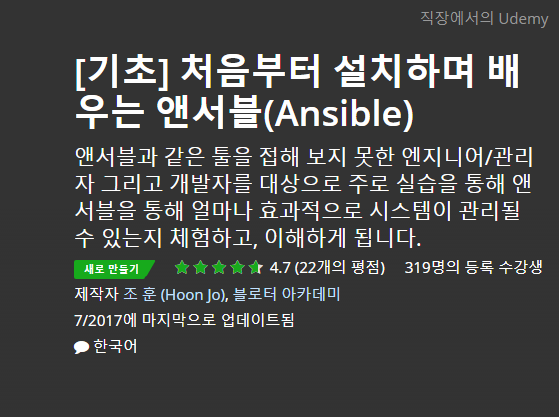 직장에서의 Udemy
[기초] 처음부터 설치하며 배
우는 앤서블(Ansible)
앤서블과 같은 툴을 접해 보지 못한 엔지니어/관리
자 그리고 개발자를 대상으로 주로 실습을 통해 앤
서블을 통해 얼마나 효과적으로 시스템이 관리될
수 있는지 체험하고, 이해하게 됩니다.
새로 만들기 4.7 (22개의 평점) 319명의 등록 수강생
제작자 조 훈 (Hoon Jo), 블로터 아카데미
7/2017에 마지막으로 업데이트됨
한국어